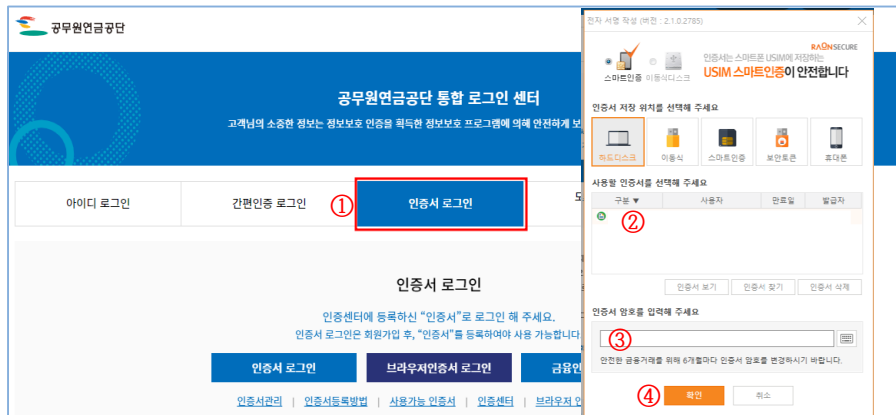 공무원연금공단
공무원연금공단 통합 로그인 센터
고객님의 소중한 정보는 정보보호 인증을 획득한 정보보호 프로그램에 의해 안전하게 보
아이디 로그인
간편인증 로그인
①
인증서 로그인
인증서 로그인
인증센터에 등록하신 “인증서”로 로그인 해 주세요.
인증서 로그인은 회원가입 후, “인증서”를 등록하여야 사용 가능합니다
인증서 로그인
브라우저인증서 로그인
금융인
인증서관리 | 인증서등록방법 | 사용가능 인증서 | 인증센터 | 브라우저 인
전자 서명 작성 (버전 : 2.1.0.2785)
RAONSECURE
스마트인증 이동식디스크
인증서는 스마트폰 USIM에 저장하는
USIM 스마트인증이 안전합니다
인증서 저장 위치를 선택해 주세요
하드디스크 이동식 스마트인증 보안토큰 휴대폰
사용할 인증서를 선택해 주세요
구분 ▼ 사용자 만료일 발급자
②
인증서 보기 인증서 찾기 인증서 삭제
인증서 암호를 입력해 주세요
③
안전한 금융거래를 위해 6개월마다 인증서 암호를 변경하시기 바랍니다.
④ 확인 취소